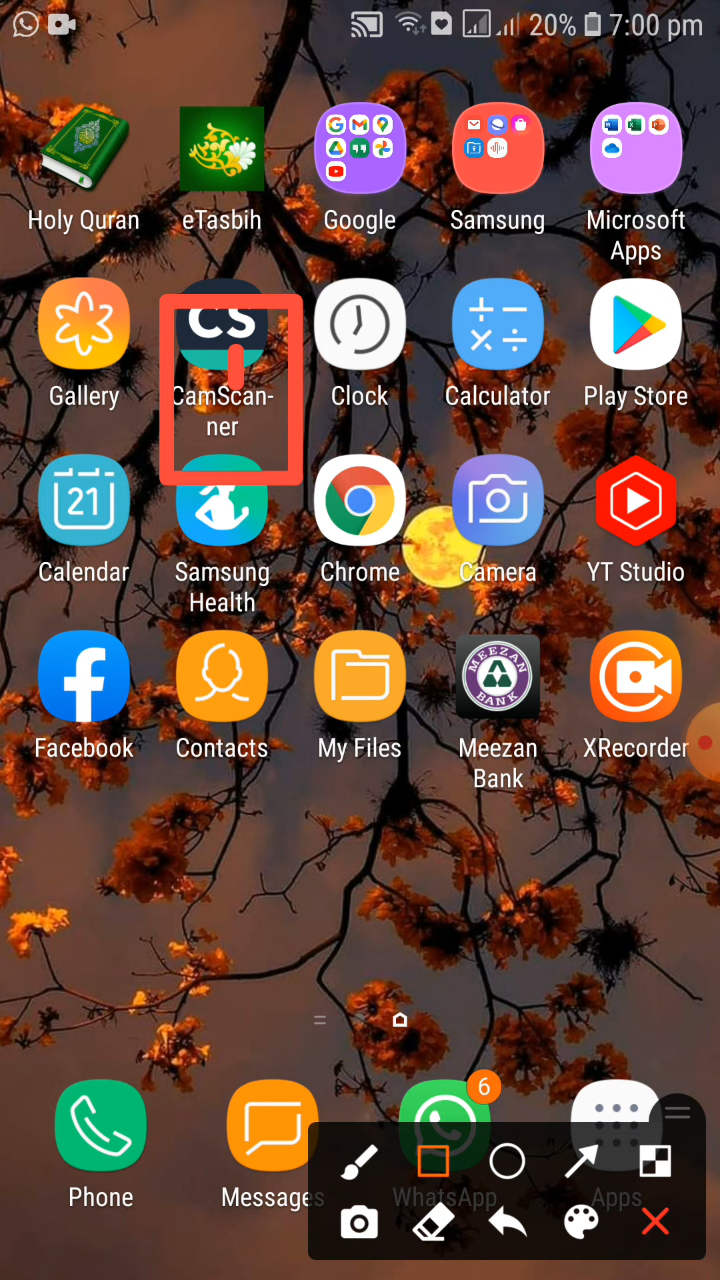 20% 7:00 pm
Holy Quran eTasbih Google Samsung Microsoft Apps
CS
Gallery CamScan-
ner Clock Calculator Play Store
21
Calendar Samsung Health Chrome Camera YT Studio
MEEZAN BANK
Facebook Contacts My Files Meezan Bank XRecorder
6
Phone Messages WhatsApp Apps